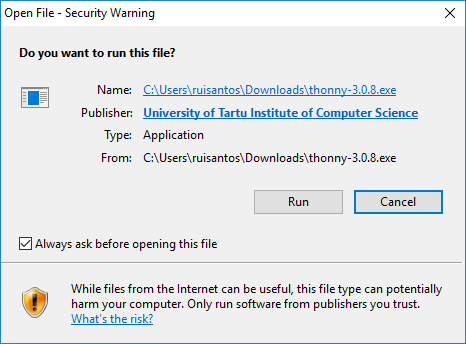 Open File - Security Warning
Do you want to run this file?
Name: C:\Users\ruisantos\Downloads\thonny-3.0.8.exe
Publisher: University of Tartu Institute of Computer Science
Type: Application
From: C:\Users\ruisantos\Downloads\thonny-3.0.8.exe
Run Cancel
Always ask before opening this file
While files from the Internet can be useful, this file type can potentially
harm your computer. Only run software from publishers you trust.
What's the risk?